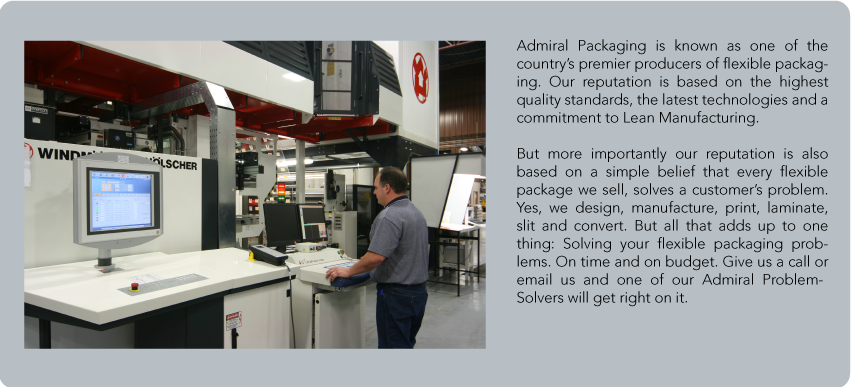 WINDM
ÖLSCHER
Admiral Packaging is known as one of the
country's premier producers of flexible packag-
ing. Our reputation is based on the highest
quality standards, the latest technologies and a
commitment to Lean Manufacturing.
But more importantly our reputation is also
based on a simple belief that every flexible
package we sell, solves a customer's problem.
Yes, we design, manufacture, print, laminate,
slit and convert. But all that adds up to one
thing: Solving your flexible packaging prob-
lems. On time and on budget. Give us a call or
email us and one of our Admiral Problem-
Solvers will get right on it.